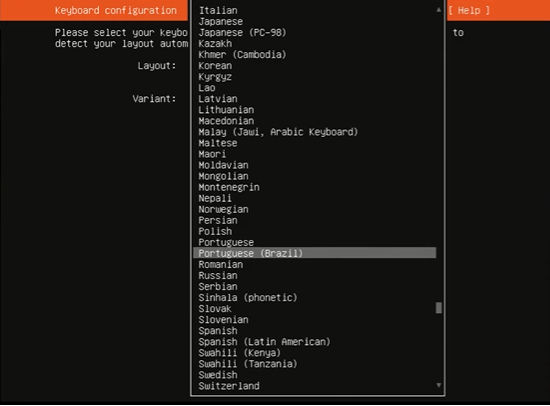 Keyboard configuration
[ Help ]
Please select your keybo
to
detect your layout autom
Layout:
Variant:
Italian
Japanese
Japanese (PC-98)
Kazakh
Khmer (Cambodia)
Korean
Kyrgyz
Lao
Latvian
Lithuanian
Macedonian
Malay (Jawi, Arabic Keyboard)
Maltese
Maori
Moldavian
Mongolian
Montenegrin
Nepali
Norwegian
Persian
Polish
Portuguese
Portuguese (Brazil)
Romanian
Russian
Serbian
Sinhala (phonetic)
Slovak
Slovenian
Spanish
Spanish (Latin American)
Swahili (Kenya)
Swahili (Tanzania)
Swedish
Switzerland